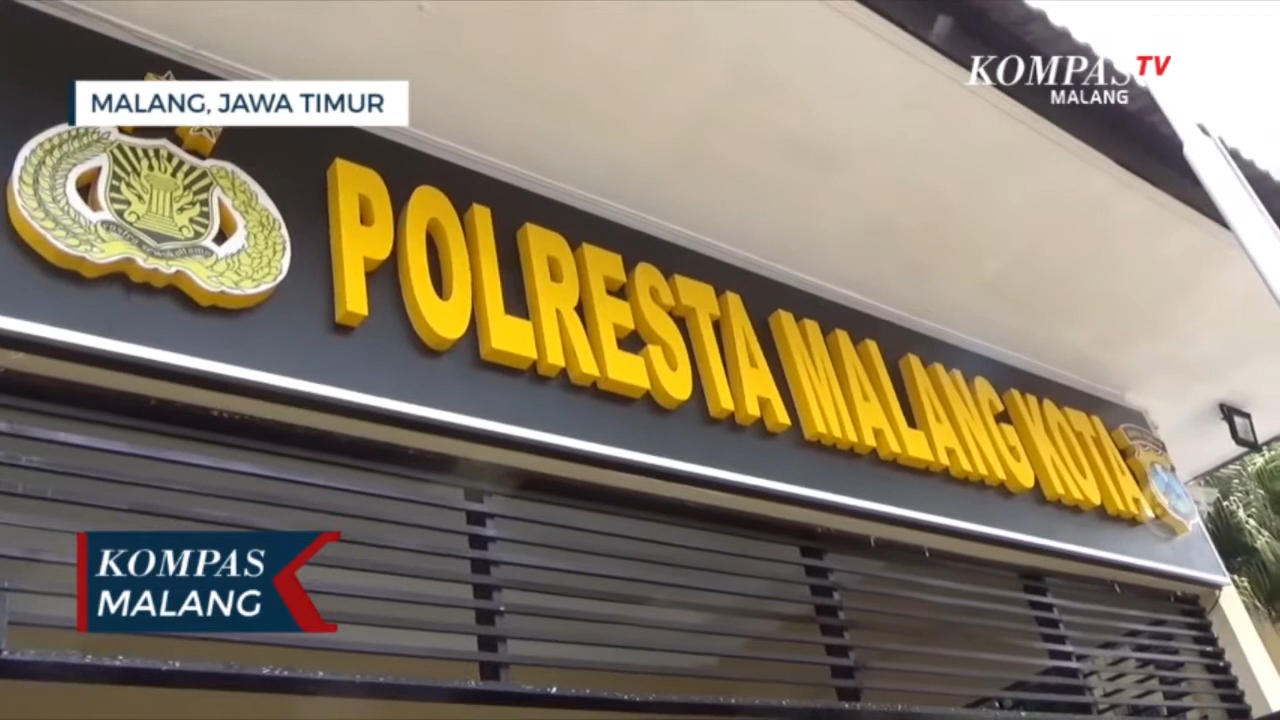 MALANG, JAWA TIMUR
KOMPAS TV
MALANG
POLRESTA MALANG KOTA
KOMPAS
MALANG